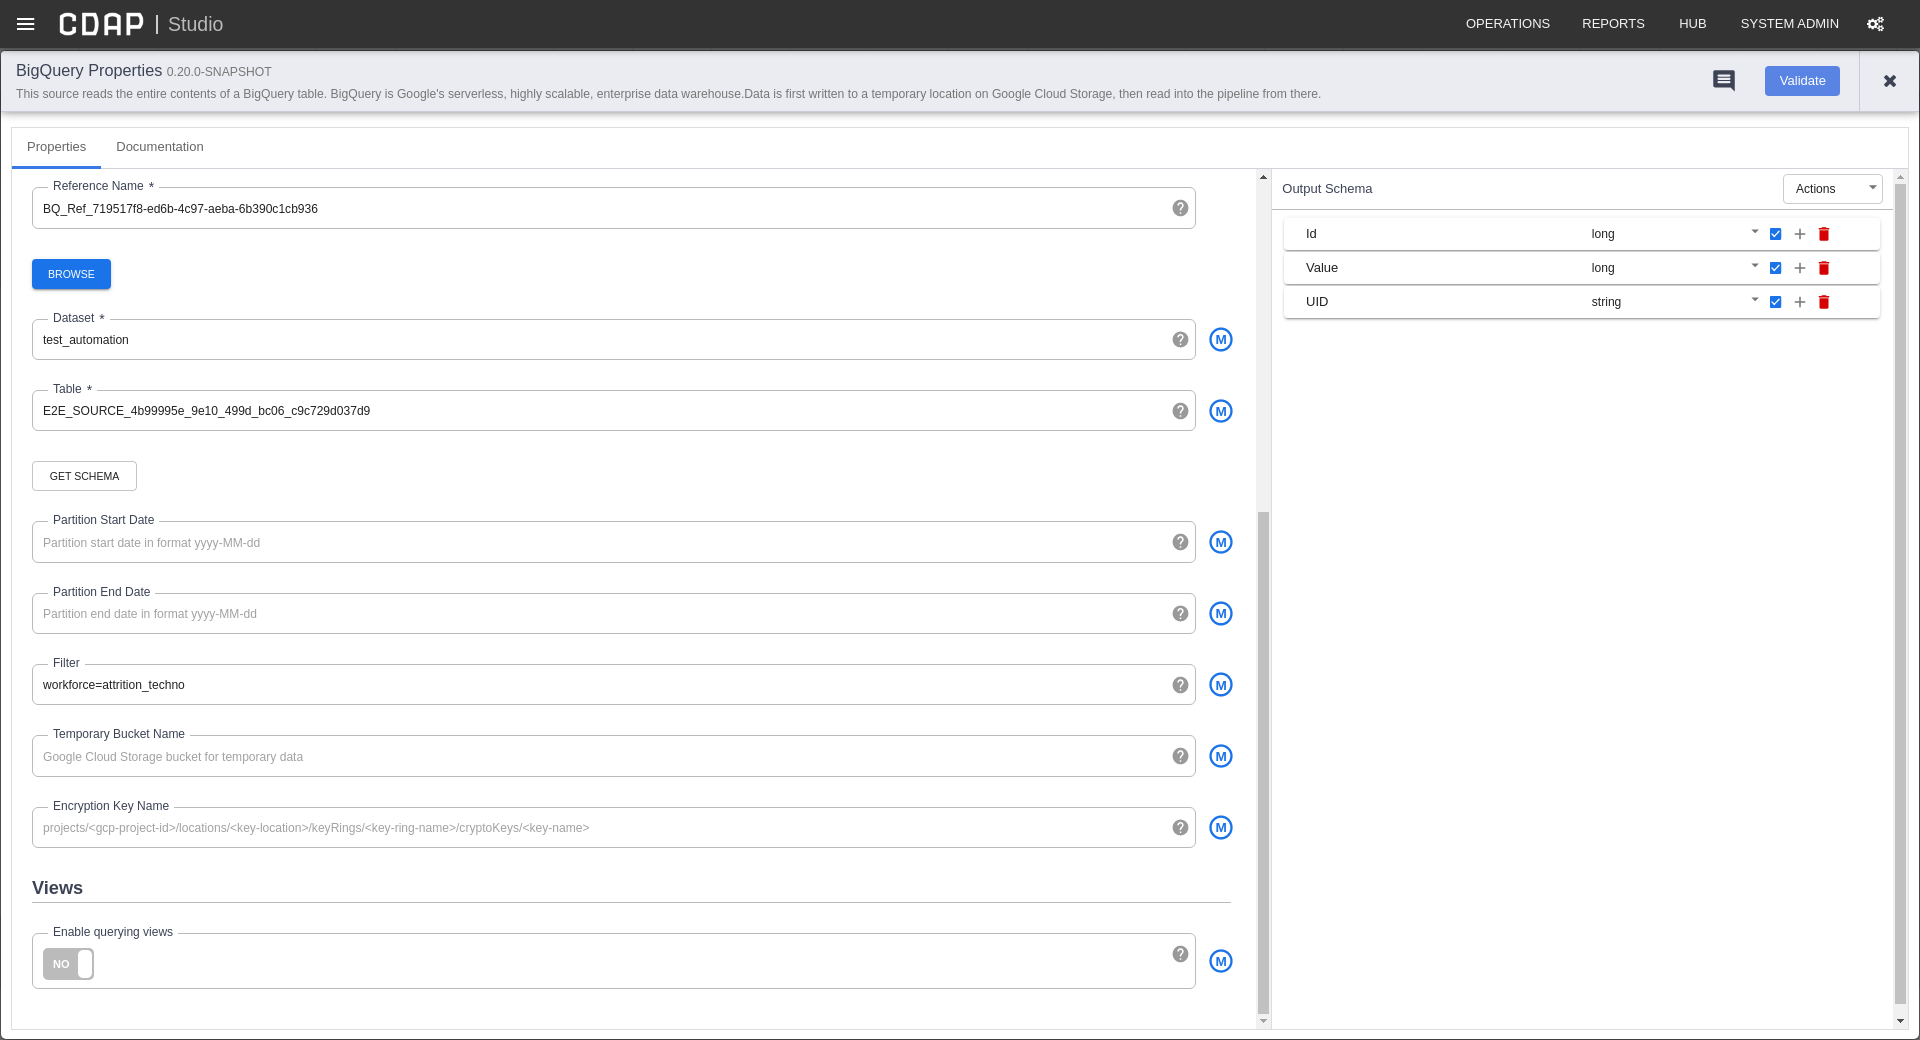 CDAP | Studio
OPERATIONS REPORTS HUB SYSTEM ADMIN
BigQuery Properties 0.20.0-SNAPSHOT
This source reads the entire contents of a BigQuery table. BigQuery is Google's serverless, highly scalable, enterprise data warehouse.Data is first written to a temporary location on Google Cloud Storage, then read into the pipeline from there.
Validate
Properties Documentation
Reference Name *
BQ_Ref_719517f8-ed6b-4c97-aeba-6b390c1cb936
BROWSE
Dataset *
test_automation
M
Table *
E2E_SOURCE_4b99995e_9e10_499d_bc06_c9c729d037d9
M
GET SCHEMA
Partition Start Date
Partition start date in format yyyy-MM-dd
M
Partition End Date
Partition end date in format yyyy-MM-dd
M
Filter
workforce=attrition_techno
M
Temporary Bucket Name
Google Cloud Storage bucket for temporary data
M
Encryption Key Name
projects/<gcp-project-id>/locations/<key-location>/keyRings/<key-ring-name>/cryptoKeys/<key-name>
M
Views
Enable querying views
NO
M
Output Schema
Actions
Id long
Value long
UID string